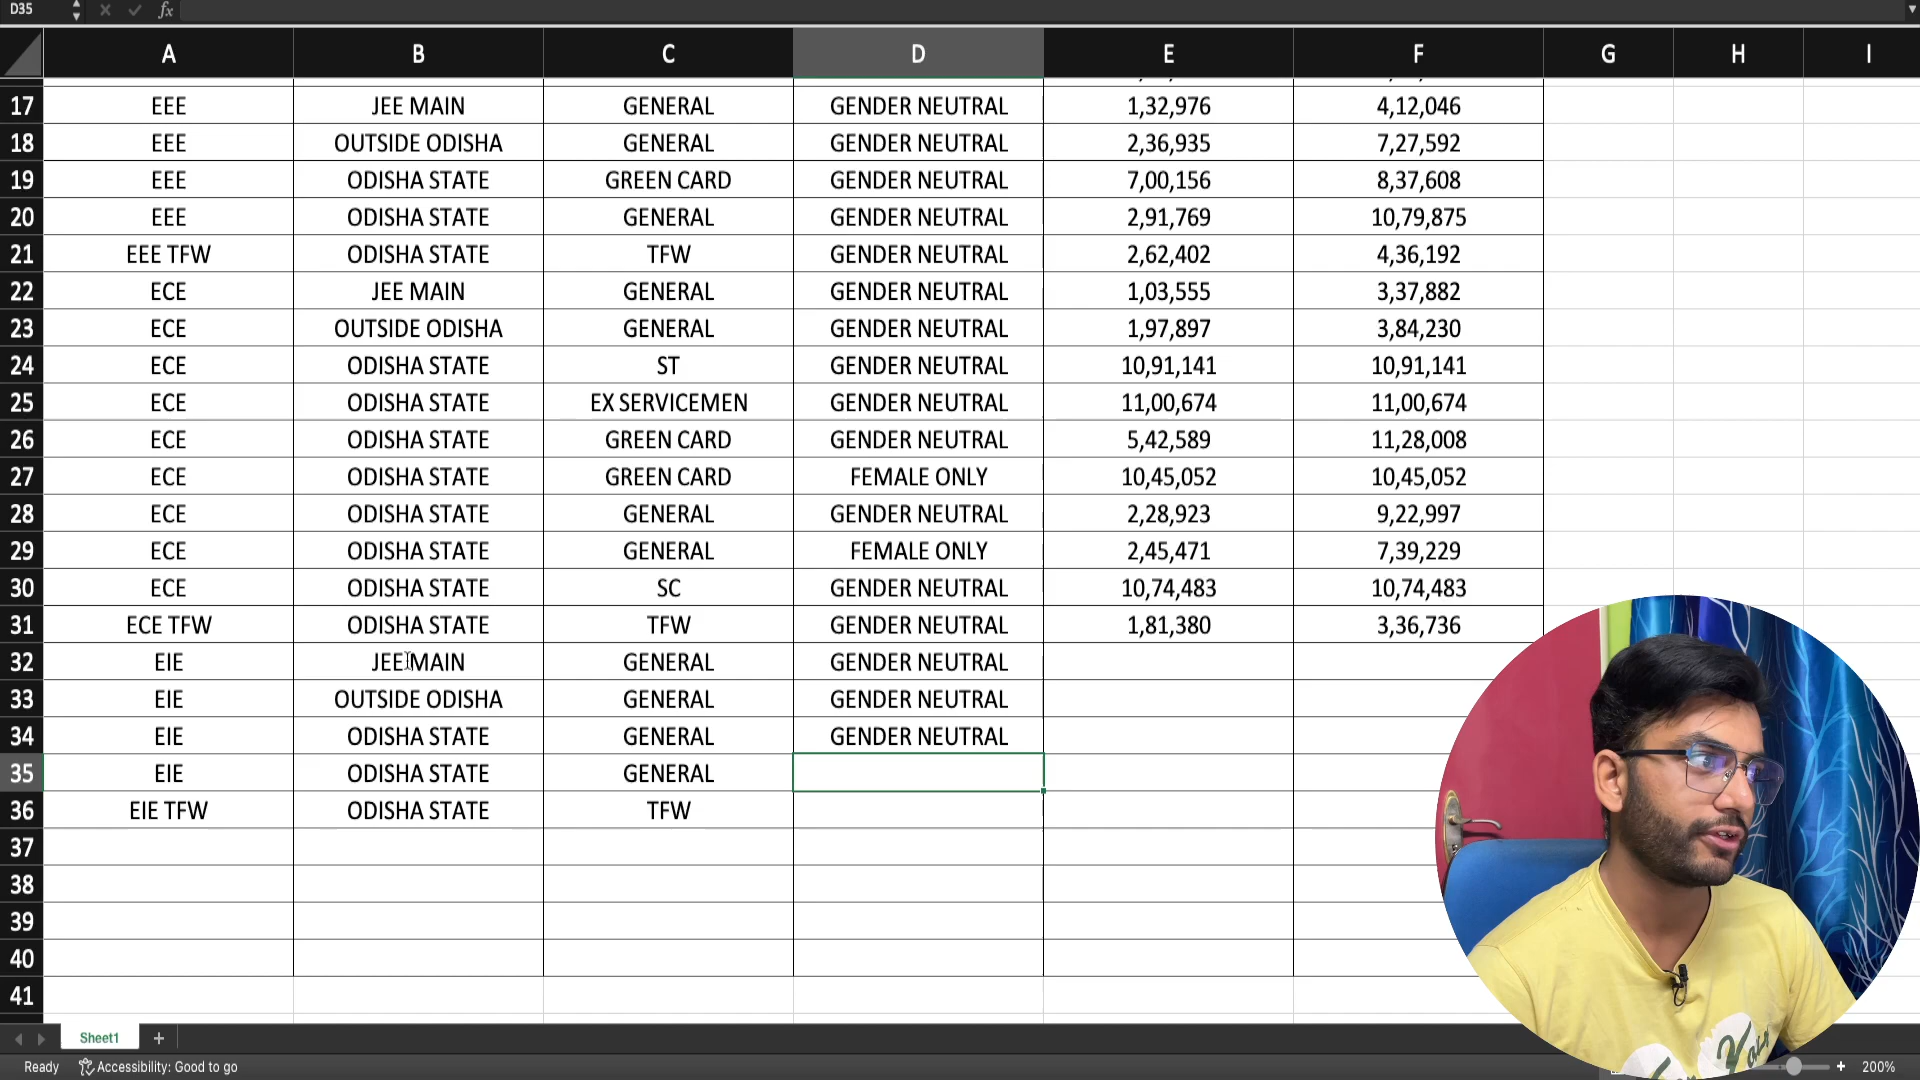 D35 fx
A B C D E F G H I
17 EEE JEE MAIN GENERAL GENDER NEUTRAL 1,32,976 4,12,046
18 EEE OUTSIDE ODISHA GENERAL GENDER NEUTRAL 2,36,935 7,27,592
19 EEE ODISHA STATE GREEN CARD GENDER NEUTRAL 7,00,156 8,37,608
20 EEE ODISHA STATE GENERAL GENDER NEUTRAL 2,91,769 10,79,875
21 EEE TFW ODISHA STATE TFW GENDER NEUTRAL 2,62,402 4,36,192
22 ECE JEE MAIN GENERAL GENDER NEUTRAL 1,03,555 3,37,882
23 ECE OUTSIDE ODISHA GENERAL GENDER NEUTRAL 1,97,897 3,84,230
24 ECE ODISHA STATE ST GENDER NEUTRAL 10,91,141 10,91,141
25 ECE ODISHA STATE EX SERVICEMEN GENDER NEUTRAL 11,00,674 11,00,674
26 ECE ODISHA STATE GREEN CARD GENDER NEUTRAL 5,42,589 11,28,008
27 ECE ODISHA STATE GREEN CARD FEMALE ONLY 10,45,052 10,45,052
28 ECE ODISHA STATE GENERAL GENDER NEUTRAL 2,28,923 9,22,997
29 ECE ODISHA STATE GENERAL FEMALE ONLY 2,45,471 7,39,229
30 ECE ODISHA STATE SC GENDER NEUTRAL 10,74,483 10,74,483
31 ECE TFW ODISHA STATE TFW GENDER NEUTRAL 1,81,380 3,36,736
32 EIE JEE MAIN GENERAL GENDER NEUTRAL
33 EIE OUTSIDE ODISHA GENERAL GENDER NEUTRAL
34 EIE ODISHA STATE GENERAL GENDER NEUTRAL
35 EIE ODISHA STATE GENERAL
36 EIE TFW ODISHA STATE TFW
37
38
39
40
41
Sheet1 +
Ready Accessibility: Good to go + 200%